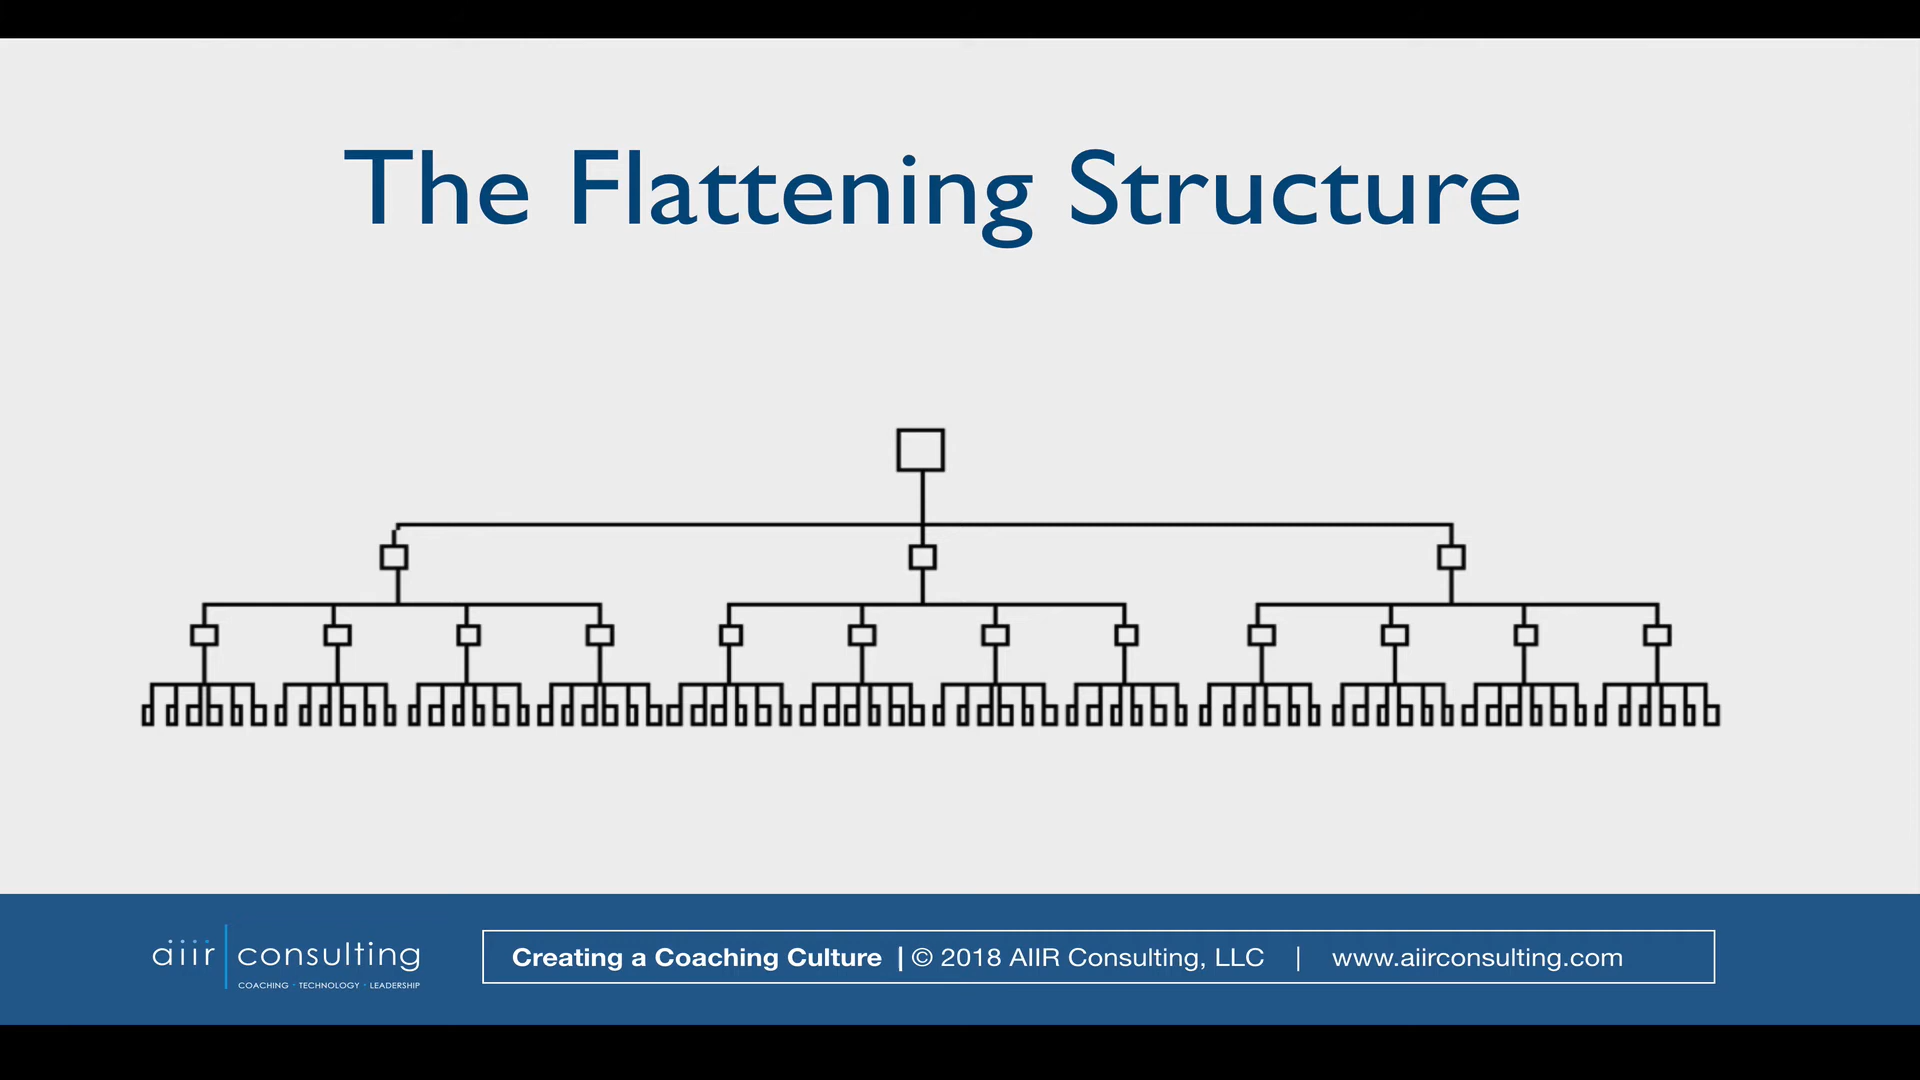 The Flattening Structure
aiir consulting
COACHING · TECHNOLOGY · LEADERSHIP
Creating a Coaching Culture | © 2018 AIIR Consulting, LLC | www.aiirconsulting.com